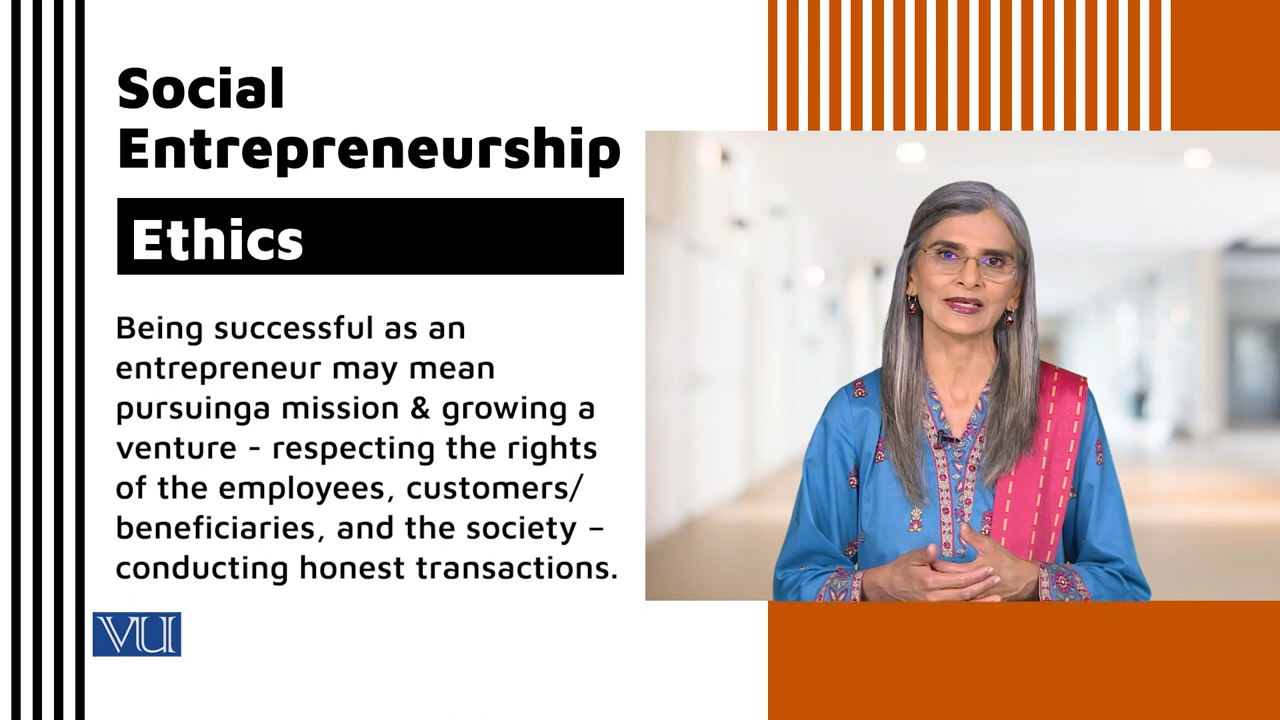 Social
Entrepreneurship
Ethics
Being successful as an
entrepreneur may mean
pursuinga mission & growing a
venture - respecting the rights
of the employees, customers/
beneficiaries, and the society –
conducting honest transactions.
VU